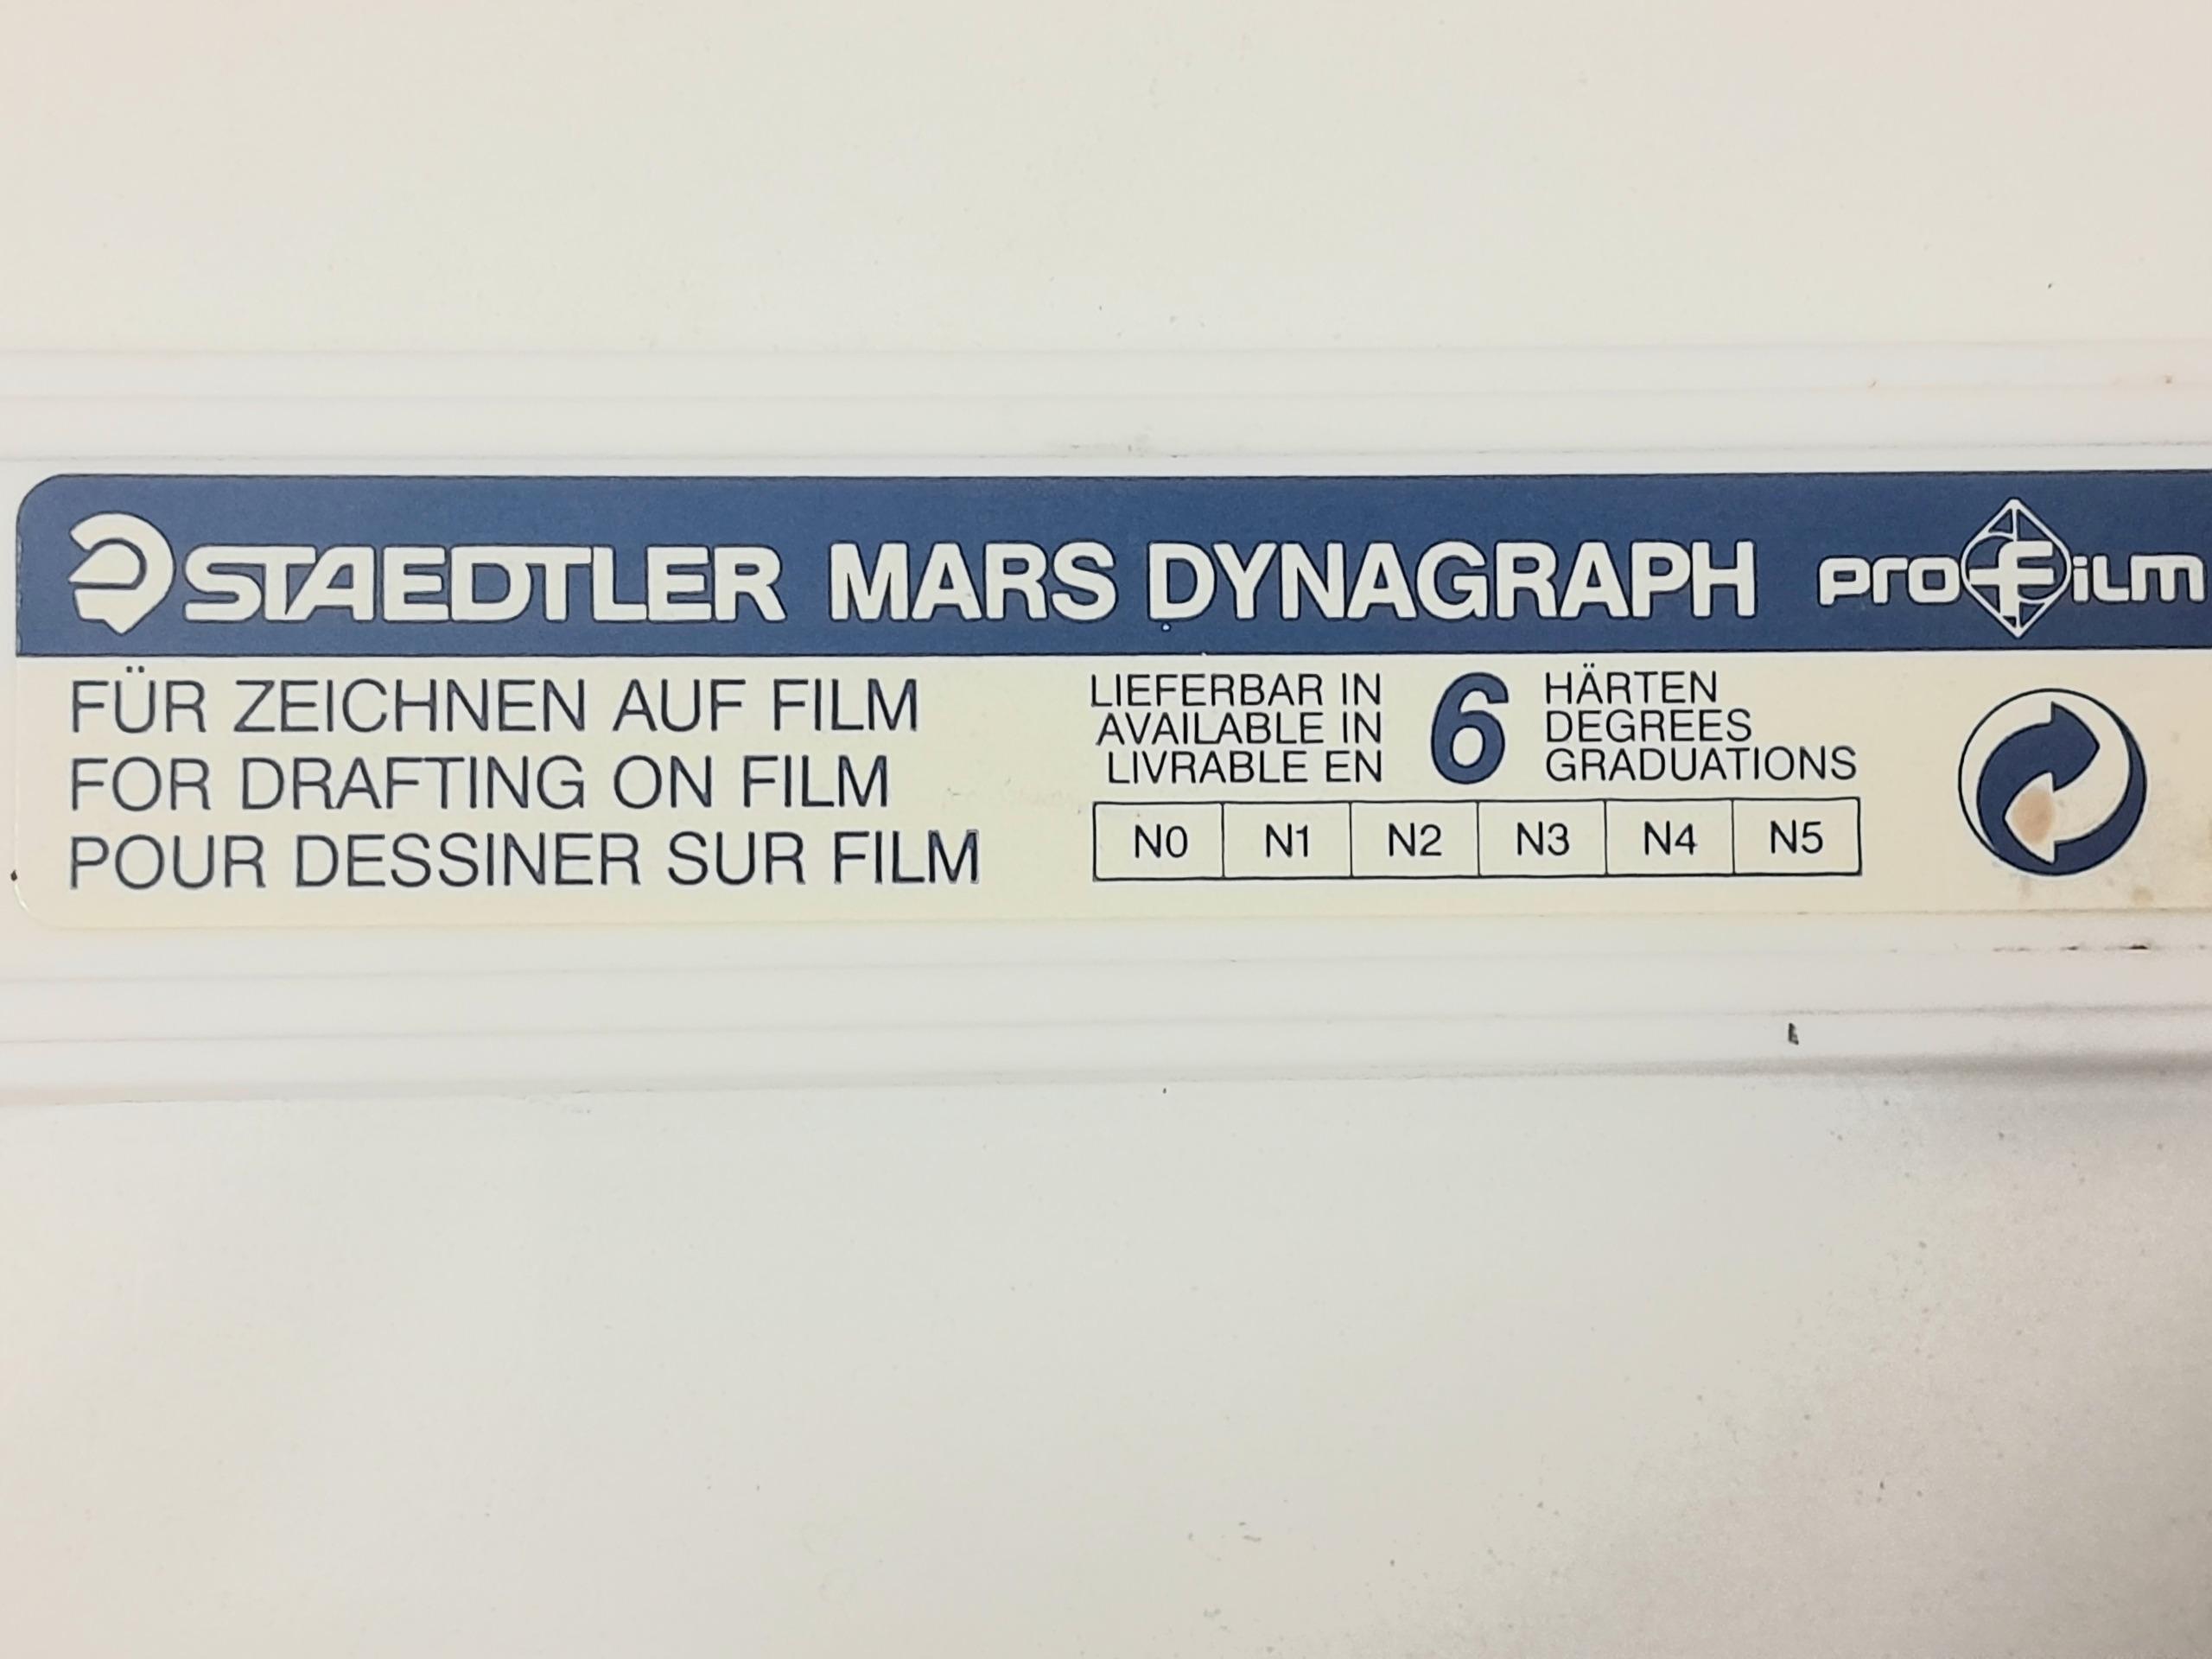 STAEDTLER MARS DYNAGRAPH PROFILM
FÜR ZEICHNEN AUF FILM
FOR DRAFTING ON FILM
POUR DESSINER SUR FILM
LIEFERBAR IN 6 HÄRTEN
AVAILABLE IN DEGREES
LIVRABLE EN GRADUATIONS
N0 N1 N2 N3 N4 N5